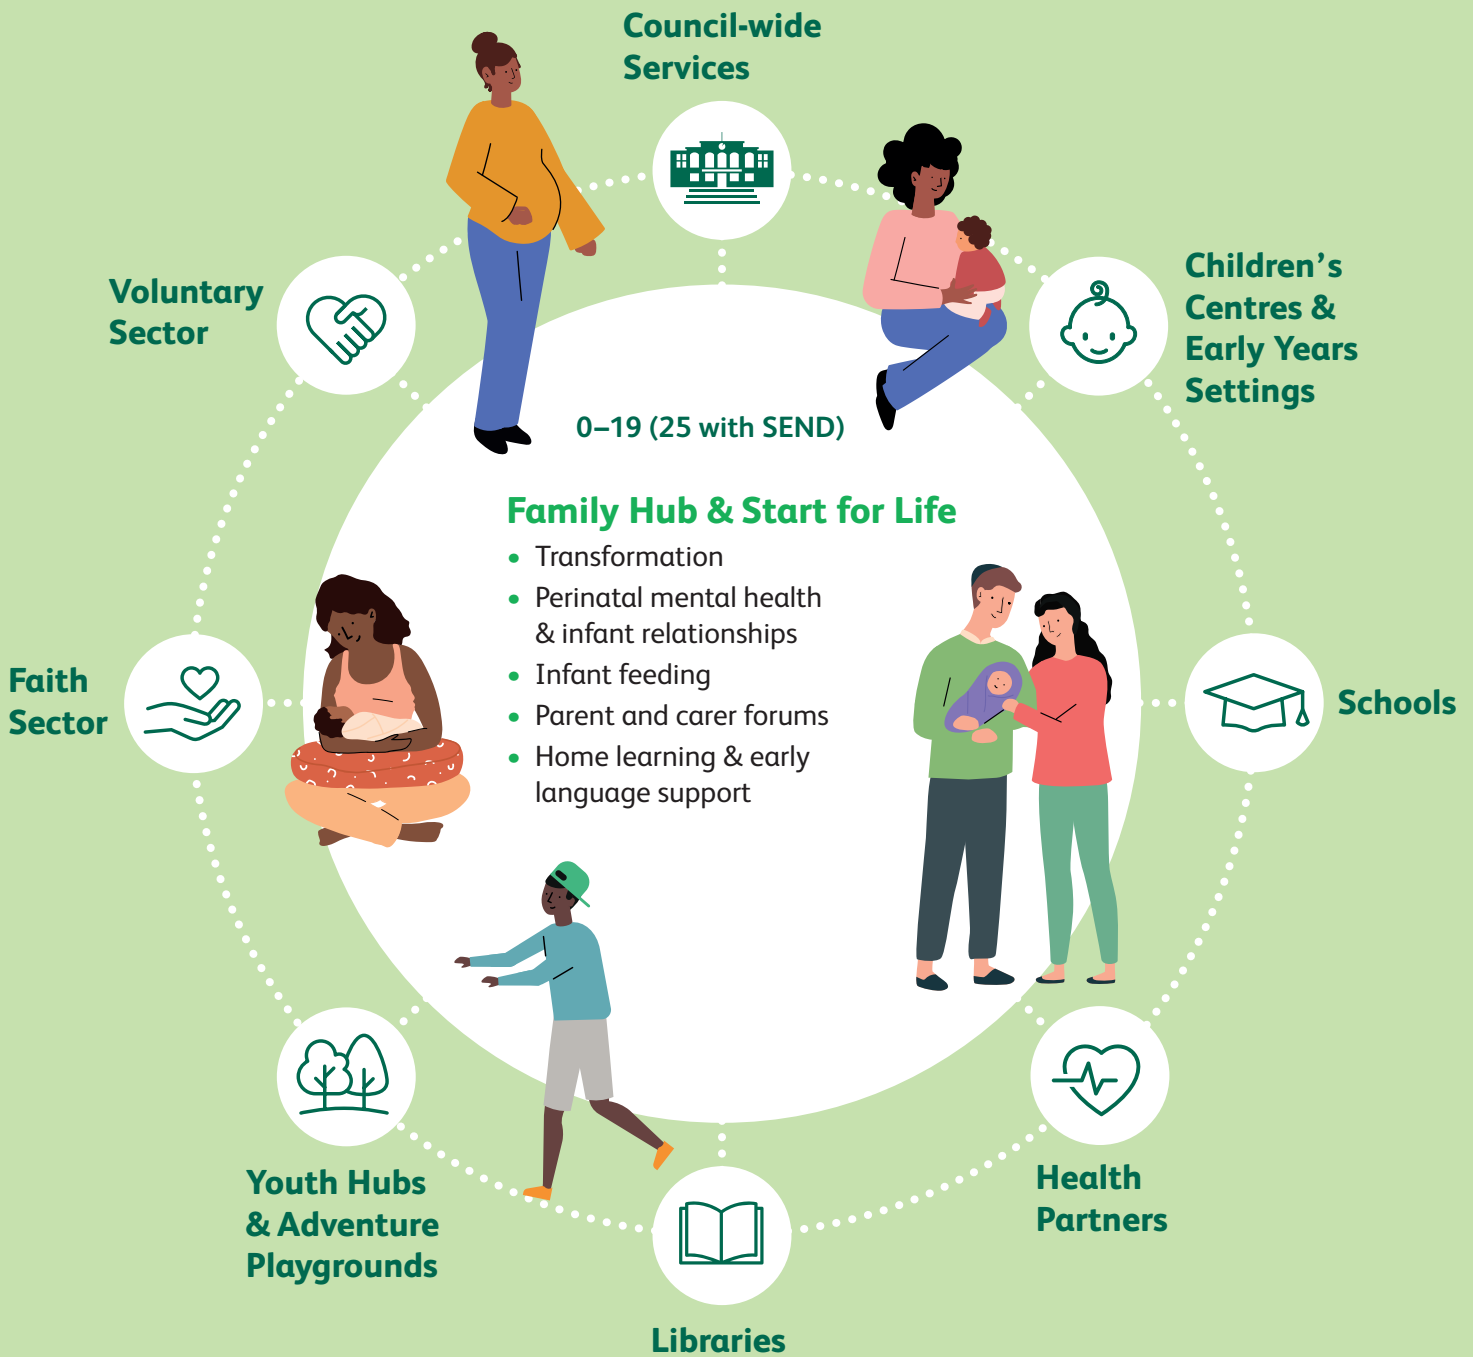 Council-wide
Services
Children’s
Centres &
Early Years
Settings
Schools
Health
Partners
Libraries
Youth Hubs
& Adventure
Playgrounds
Faith
Sector
Voluntary
Sector
0–19 (25 with SEND)
Family Hub & Start for Life
• Transformation
• Perinatal mental health
& infant relationships
• Infant feeding
• Parent and carer forums
• Home learning & early
language support